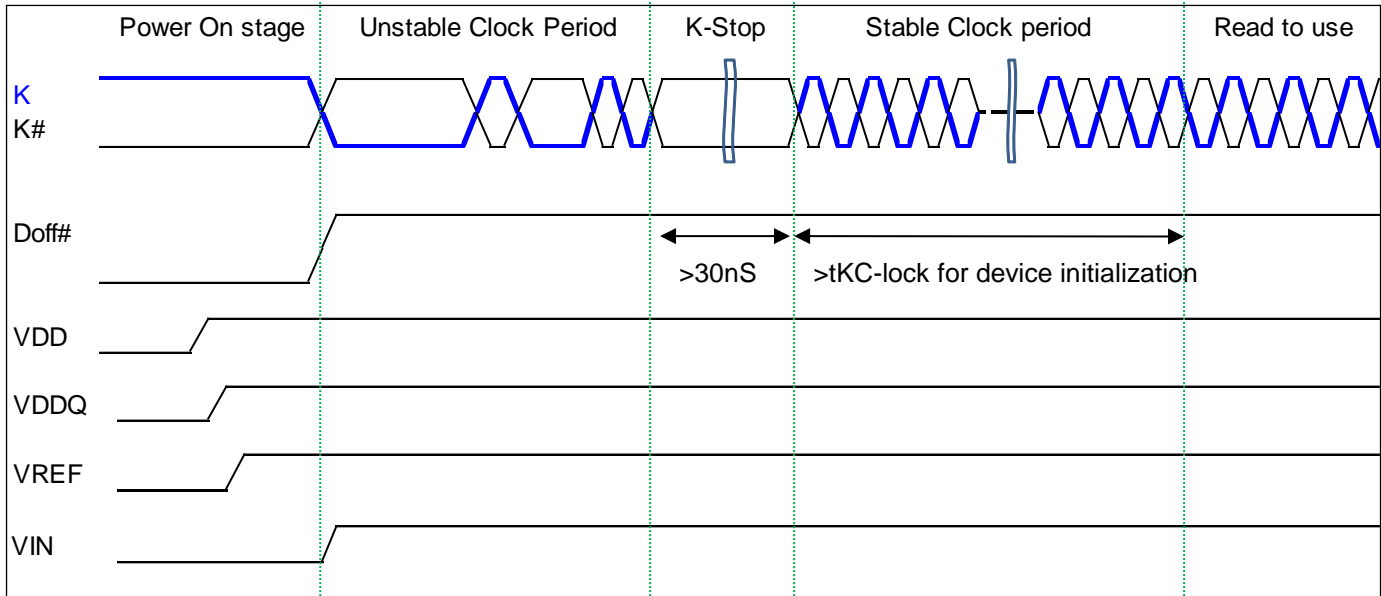 Power On stage Unstable Clock Period K-Stop Stable Clock period Read to use
K
K#
Doff#
>30nS >tKC-lock for device initialization
VDD
VDDQ
VREF
VIN